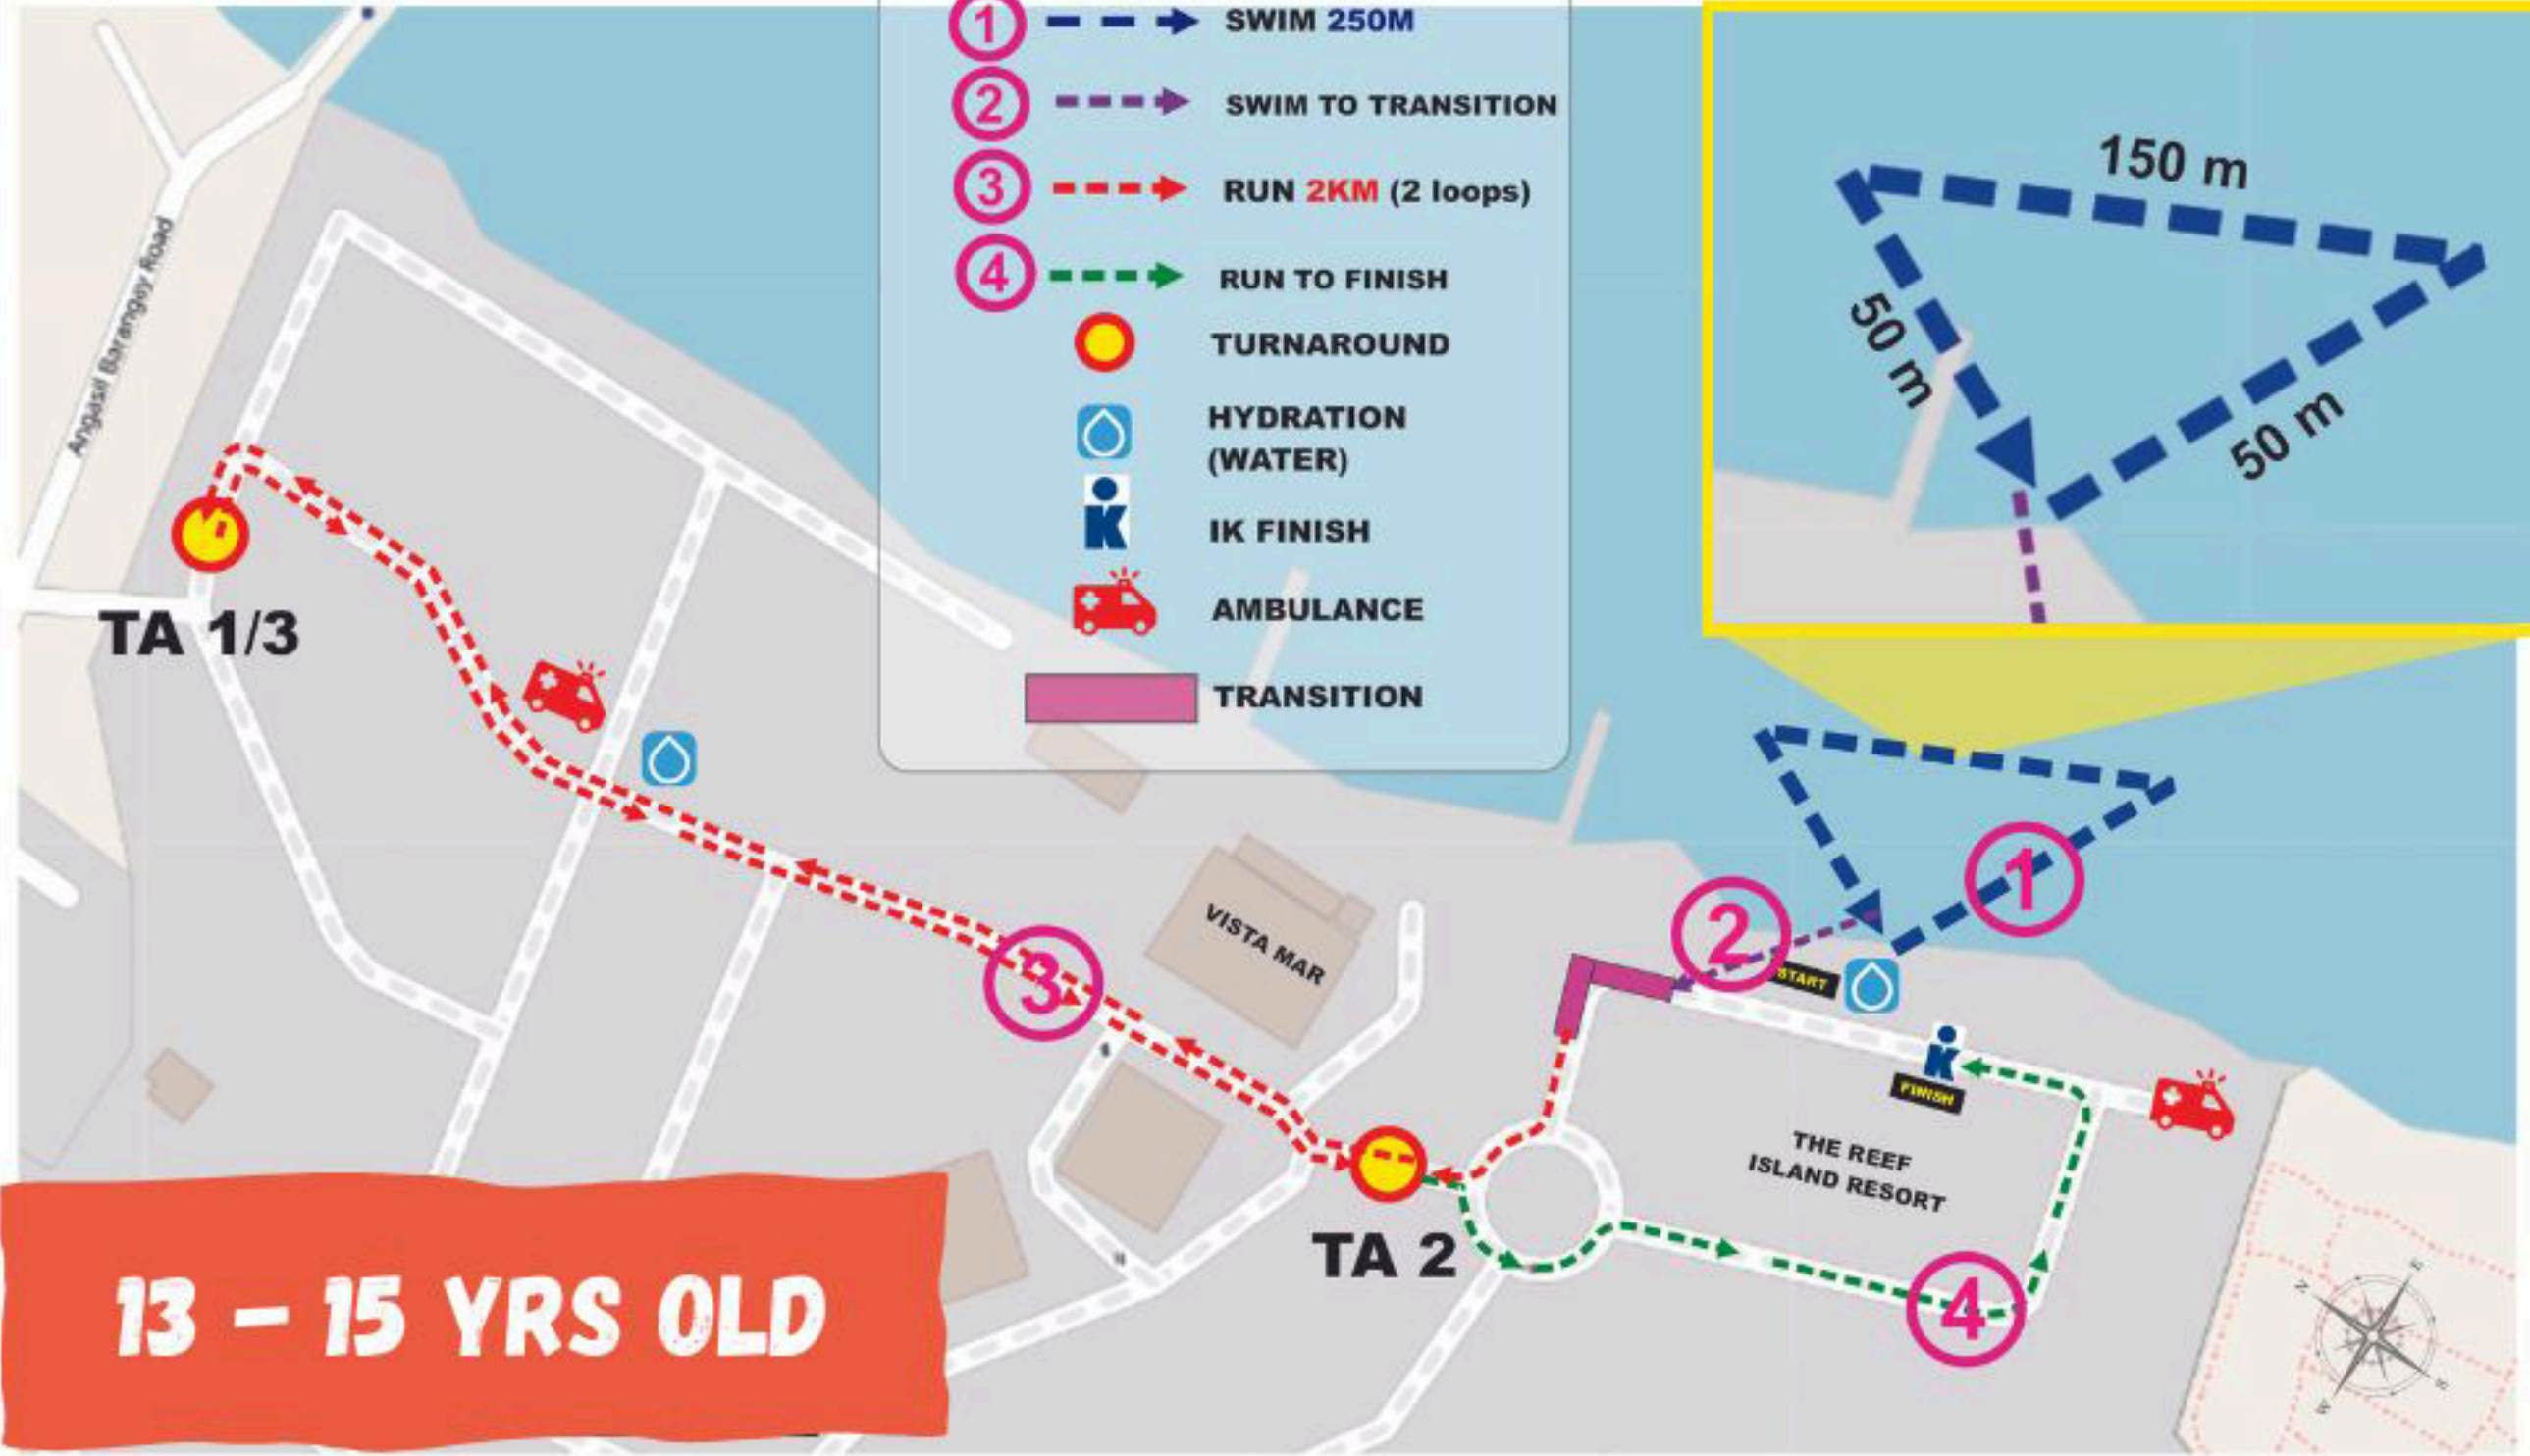 1 SWIM 250M
2 SWIM TO TRANSITION
3 RUN 2KM (2 loops)
4 RUN TO FINISH
TURNAROUND
HYDRATION
(WATER)
K IK FINISH
AMBULANCE
TRANSITION
150 m
50 m
50 m
Angasil Barangay Road
TA 1/3
VISTA MAR
3
2
1
START
K
FINISH
THE REEF
ISLAND RESORT
TA 2
4
13 – 15 YRS OLD
N
E
W